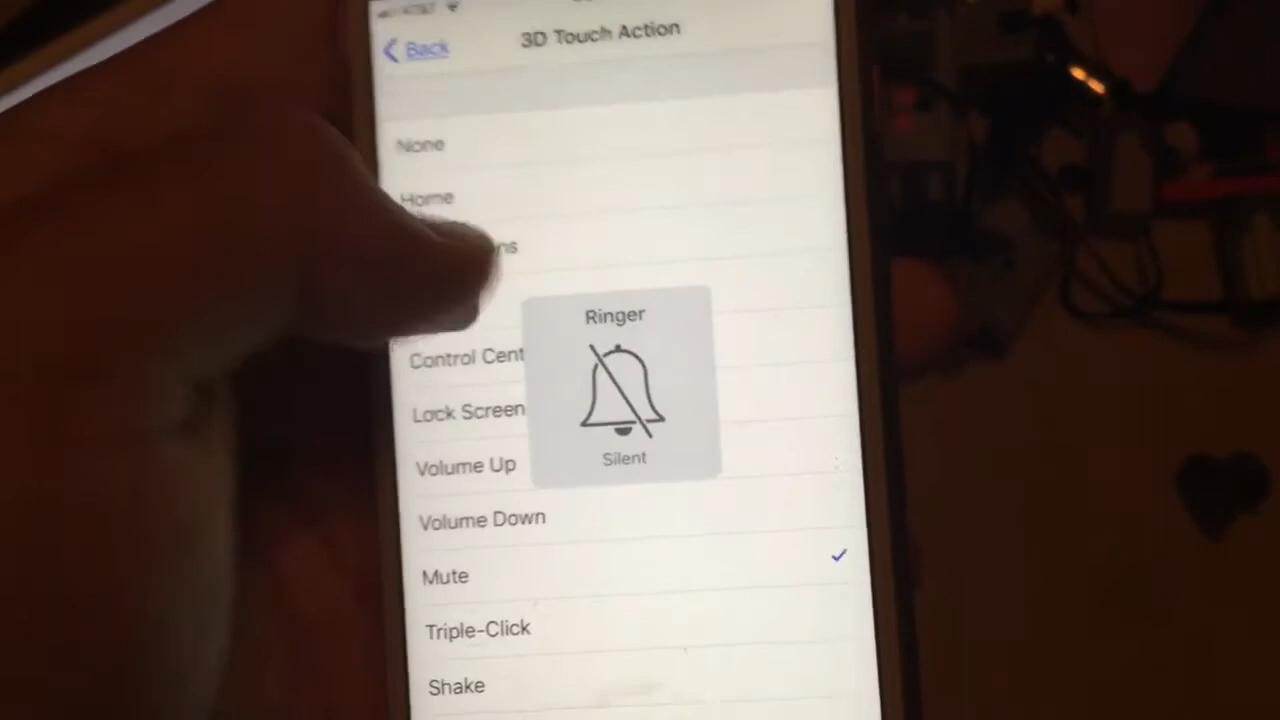 Back
3D Touch Action
None
Home
Ringer
Control Cent
Lock Screen
Silent
Volume Up
Volume Down
Mute
Triple-Click
Shake